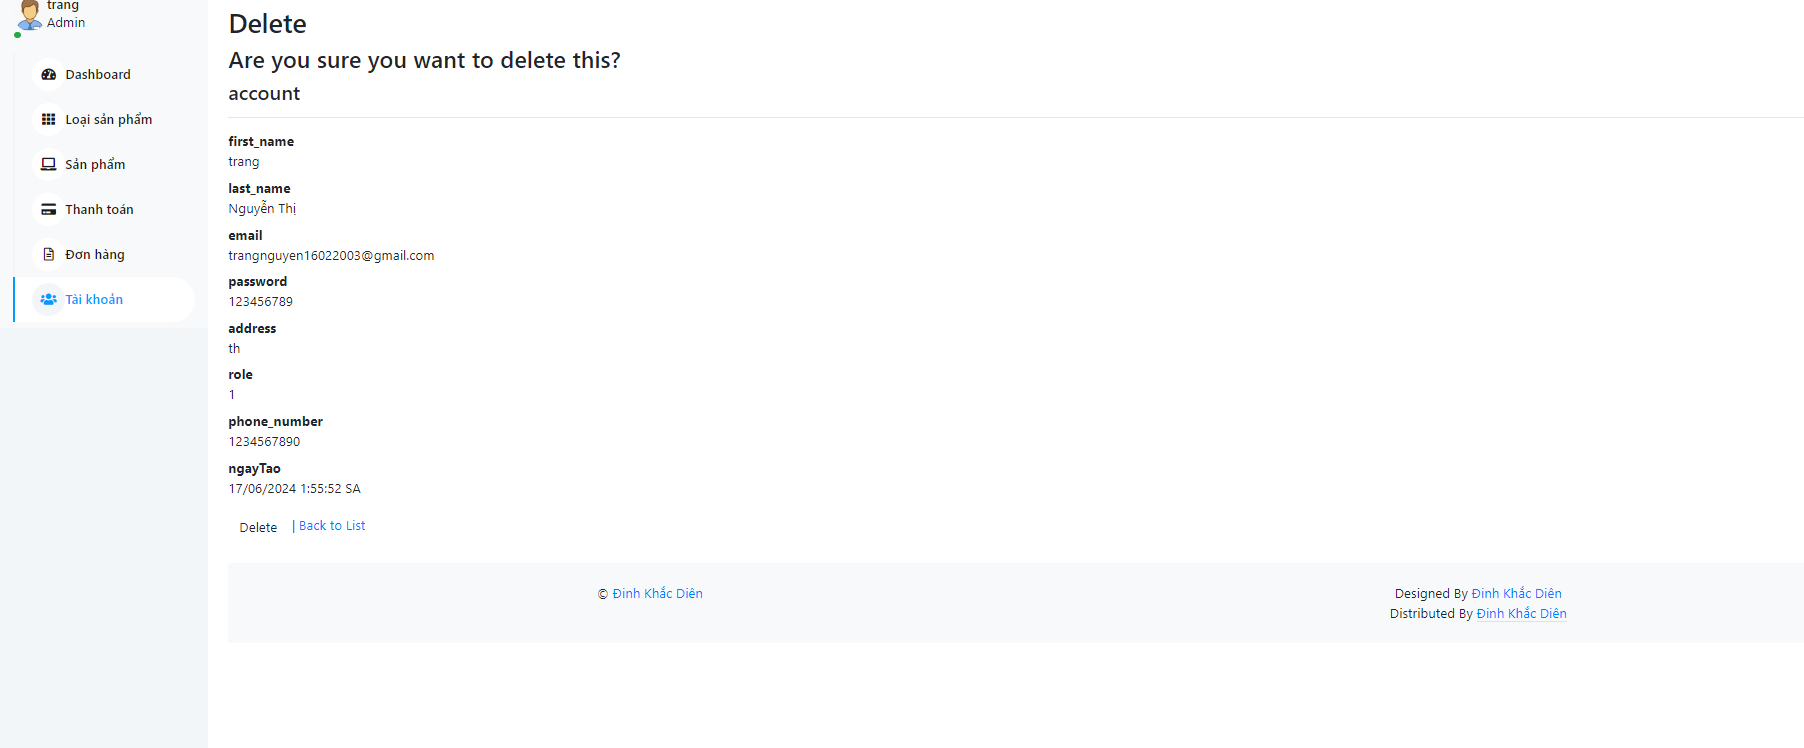 trang
Admin
Dashboard
Loại sản phẩm
Sản phẩm
Thanh toán
Đơn hàng
Tài khoản
Delete
Are you sure you want to delete this?
account
first_name
trang
last_name
Nguyễn Thị
email
trangnguyen16022003@gmail.com
password
123456789
address
th
role
1
phone_number
1234567890
ngayTao
17/06/2024 1:55:52 SA
Delete | Back to List
© Đinh Khắc Diên
Designed By Đinh Khắc Diên
Distributed By Đinh Khắc Diên